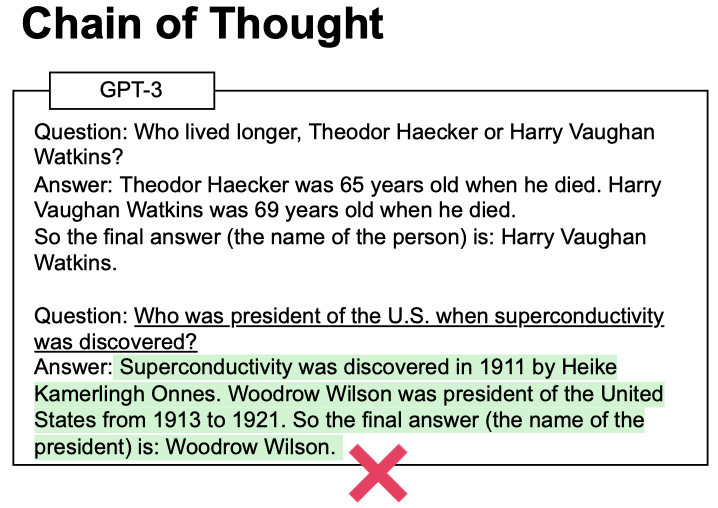 Chain of Thought
GPT-3
Question: Who lived longer, Theodor Haecker or Harry Vaughan
Watkins?
Answer: Theodor Haecker was 65 years old when he died. Harry
Vaughan Watkins was 69 years old when he died.
So the final answer (the name of the person) is: Harry Vaughan
Watkins.
Question: Who was president of the U.S. when superconductivity
was discovered?
Answer: Superconductivity was discovered in 1911 by Heike
Kamerlingh Onnes. Woodrow Wilson was president of the United
States from 1913 to 1921. So the final answer (the name of the
president) is: Woodrow Wilson.